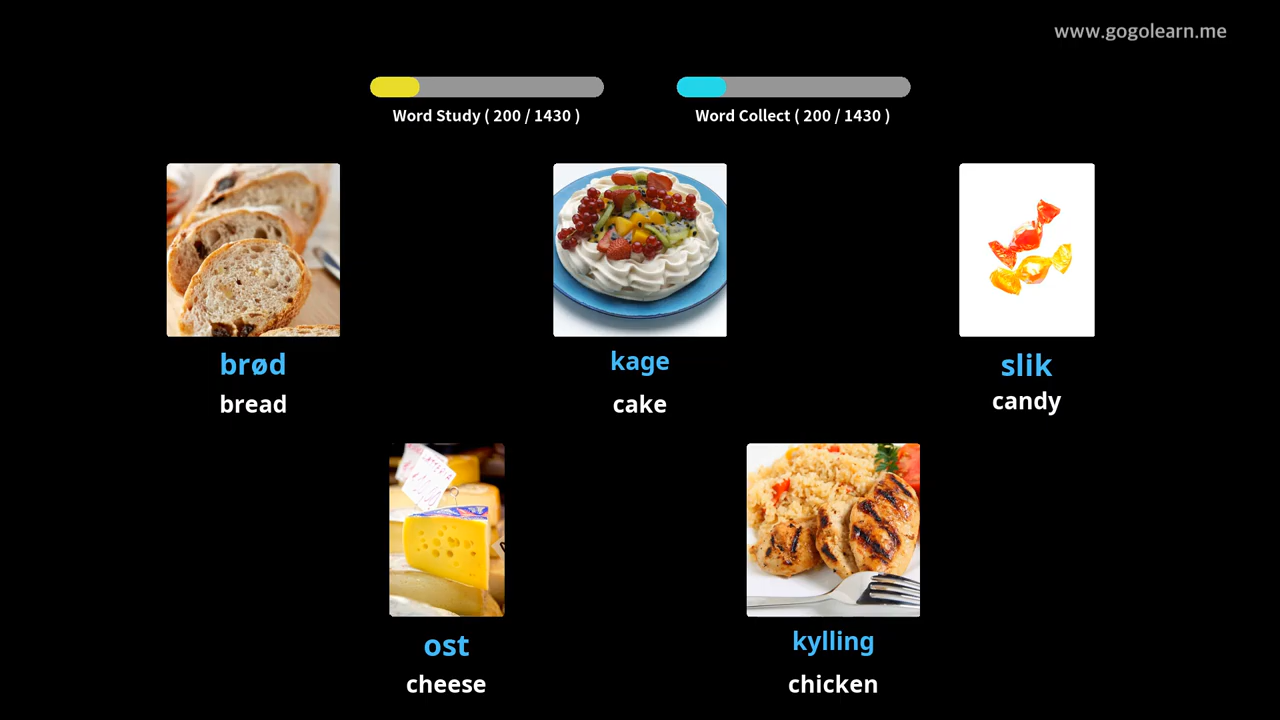 www.gogolearn.me
Word Study ( 200 / 1430 )
Word Collect ( 200 / 1430 )
brød
bread
kage
cake
slik
candy
ost
cheese
kylling
chicken